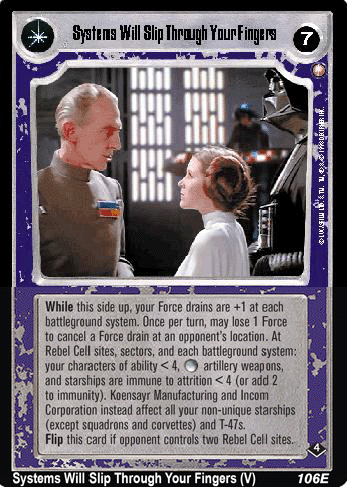 Systems Will Slip Through Your Fingers
7
While this side up, your Force drains are +1 at each
battleground system. Once per turn, may lose 1 Force
to cancel a Force drain at an opponent's location. At
Rebel Cell sites, sectors, and each battleground system:
your characters of ability < 4, artillery weapons,
and starships are immune to attrition < 4 (or add 2
to immunity). Koensayr Manufacturing and Incom
Corporation instead affect all your non-unique starships
(except squadrons and corvettes) and T-47s.
Flip this card if opponent controls two Rebel Cell sites.
4
Systems Will Slip Through Your Fingers (V)
106E